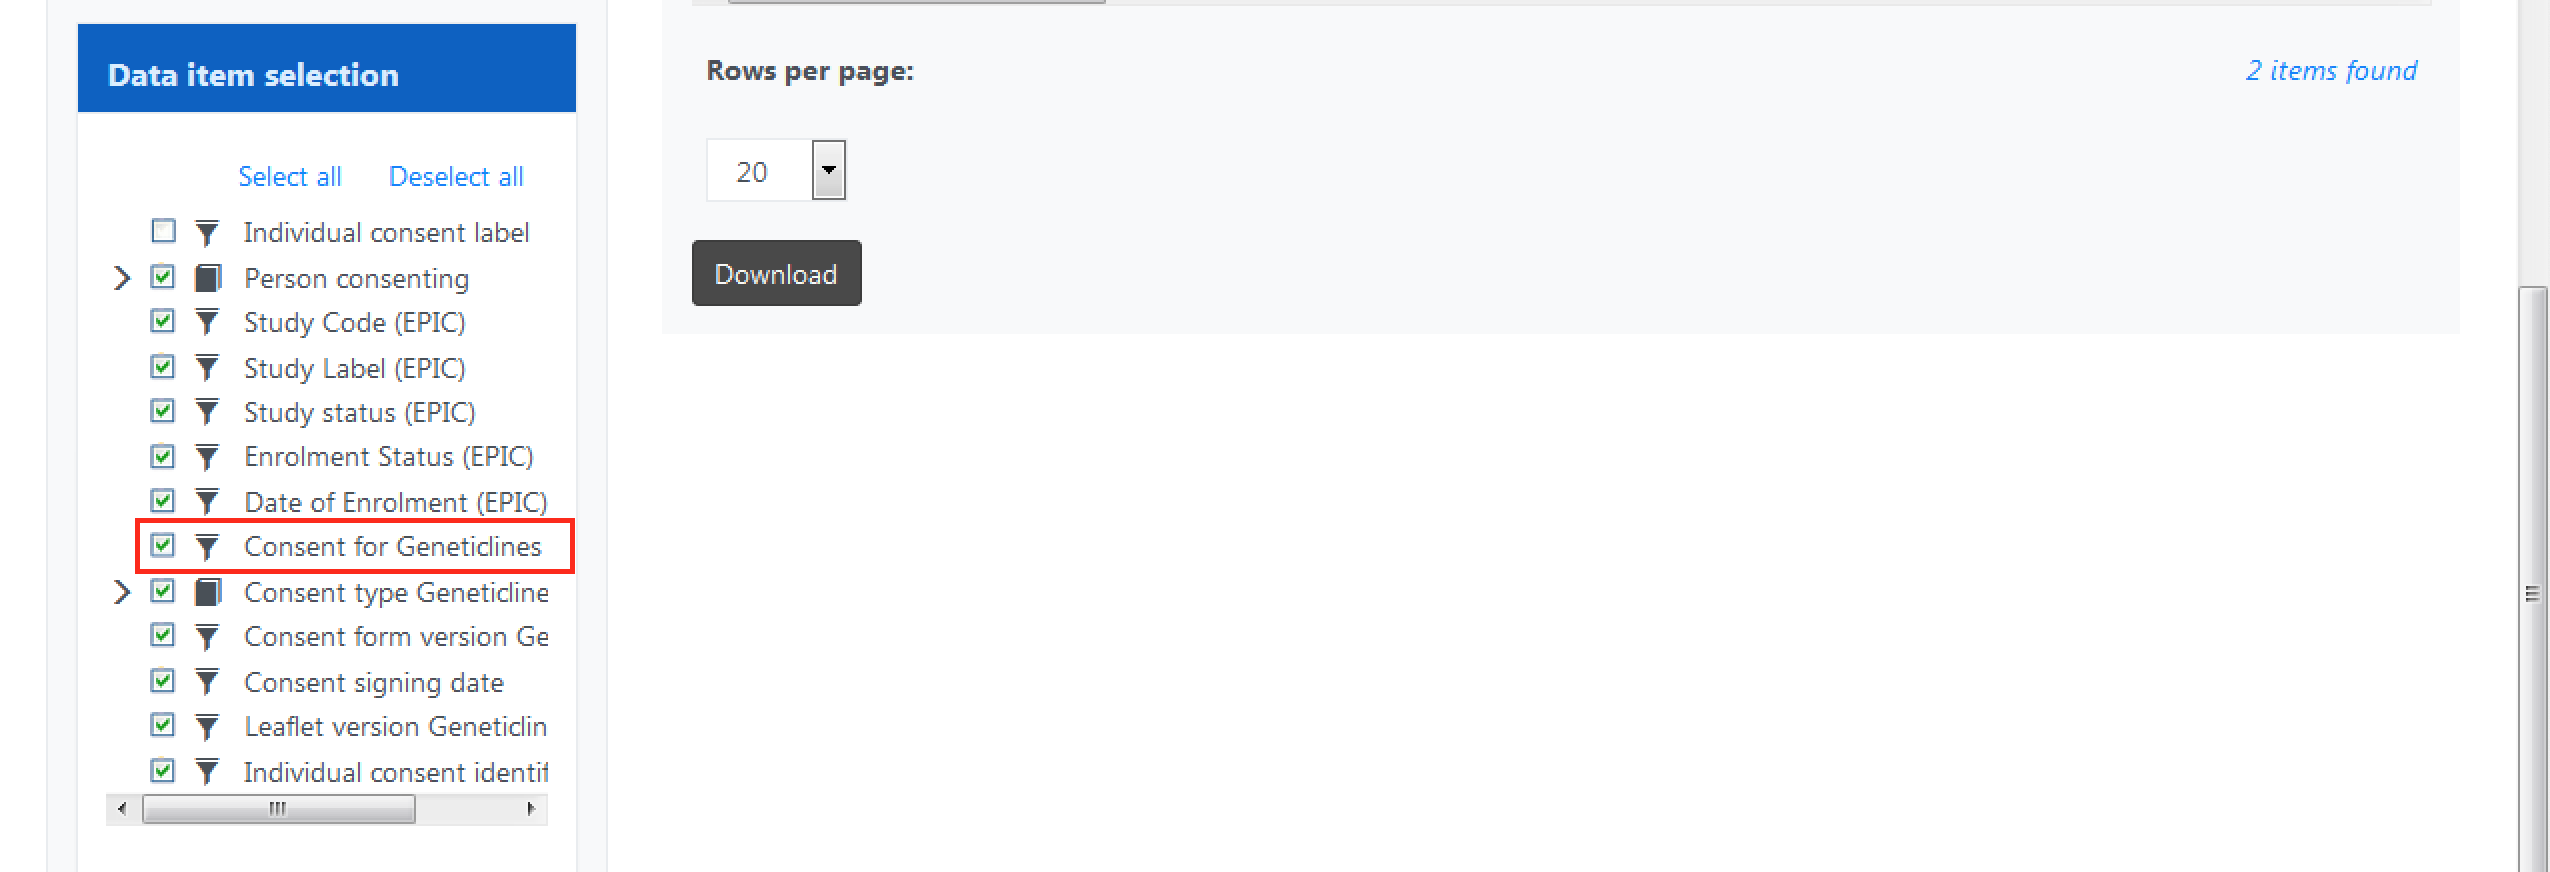 Data item selection
Select all Deselect all
Individual consent label
Person consenting
Study Code (EPIC)
Study Label (EPIC)
Study status (EPIC)
Enrolment Status (EPIC)
Date of Enrolment (EPIC)
Consent for Geneticlines
Consent type Geneticline
Consent form version Ge
Consent signing date
Leaflet version Geneticlin
Individual consent identif
Rows per page:
2 items found
20
Download